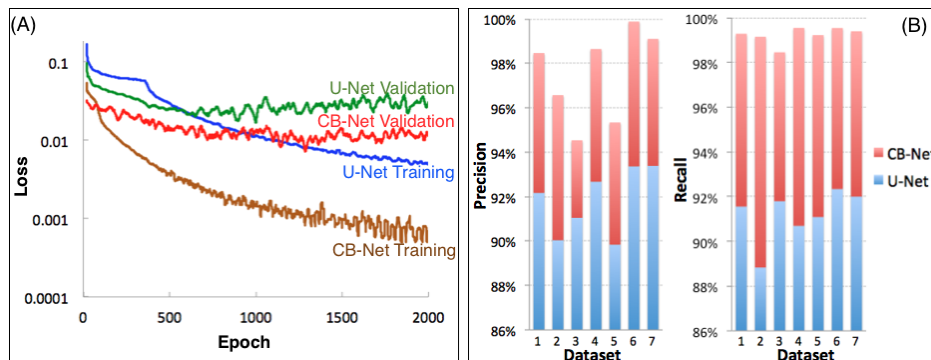 (A)
Loss
0.1
0.01
0.001
0.0001
U-Net Validation
CB-Net Validation
U-Net Training
CB-Net Training
0 500 1000 1500 2000
Epoch
(B)
Precision
100%
98%
96%
94%
92%
90%
88%
86%
1 2 3 4 5 6 7
Dataset
Recall
100%
98%
96%
94%
92%
90%
88%
86%
1 2 3 4 5 6 7
Dataset
CB-Net
U-Net